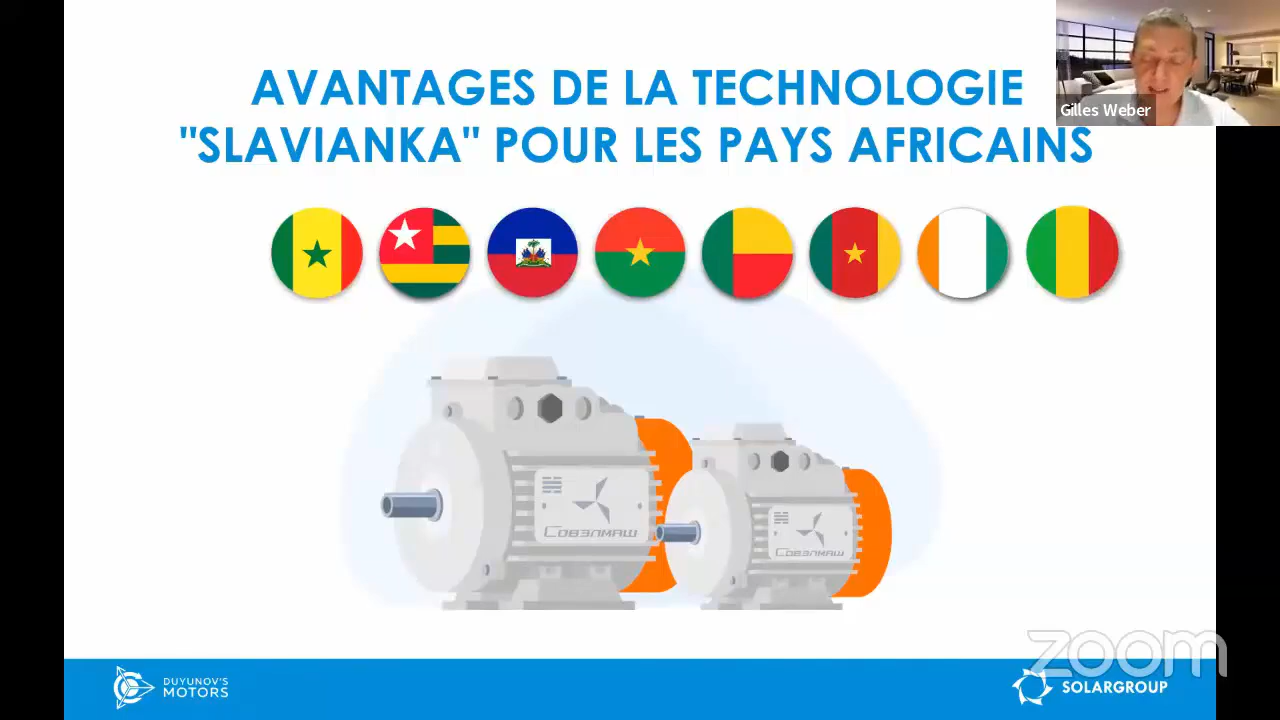 AVANTAGES DE LA TECHNOLOGIE
"SLAVIANKA" POUR LES PAYS AFRICAINS
Gilles Weber
СОВЭЛМАШ
СОВЭЛМАШ
zoom
DUYUNOV'S
MOTORS
SOLARGROUP